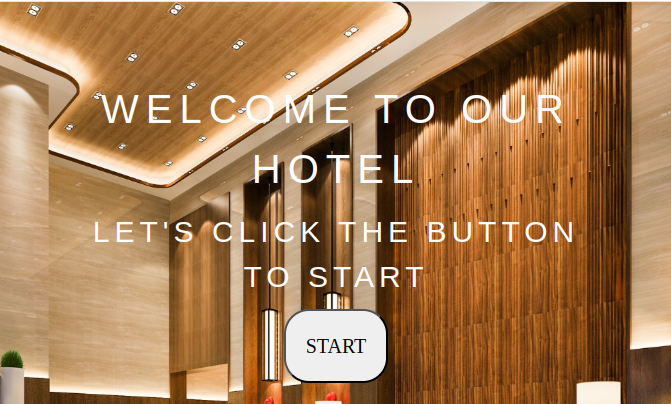 WELCOME TO OUR
HOTEL
LET'S CLICK THE BUTTON
TO START
START